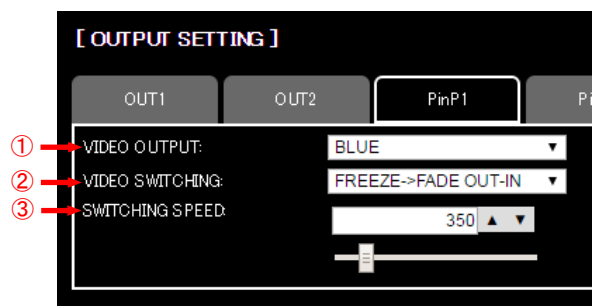 [ OUTPUT SETTING ]
OUT1 OUT2 PinP1 Pi
① VIDEO OUTPUT: BLUE ▼
② VIDEO SWITCHING: FREEZE->FADE OUT-IN ▼
③ SWITCHING SPEED: 350 ▲ ▼